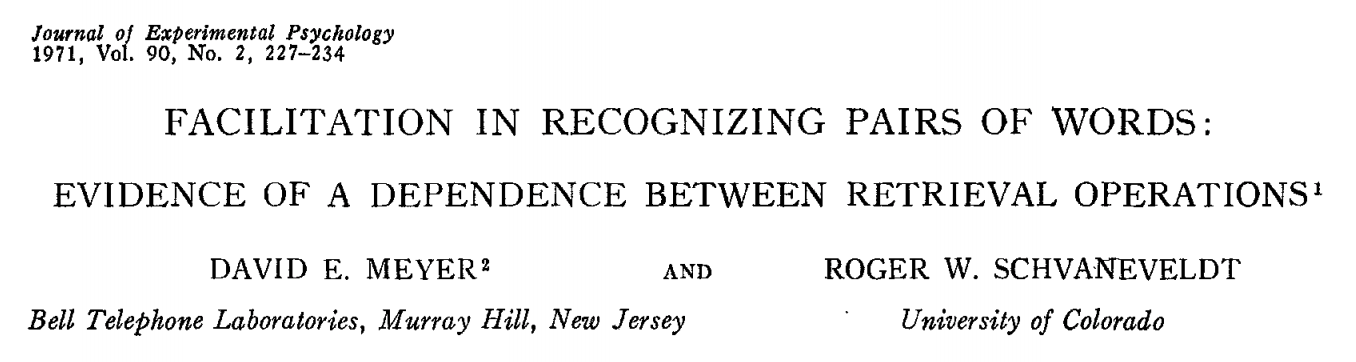 Journal of Experimental Psychology
1971, Vol. 90, No. 2, 227–234
FACILITATION IN RECOGNIZING PAIRS OF WORDS:
EVIDENCE OF A DEPENDENCE BETWEEN RETRIEVAL OPERATIONS¹
DAVID E. MEYER² AND ROGER W. SCHVANEVELDT
Bell Telephone Laboratories, Murray Hill, New Jersey University of Colorado